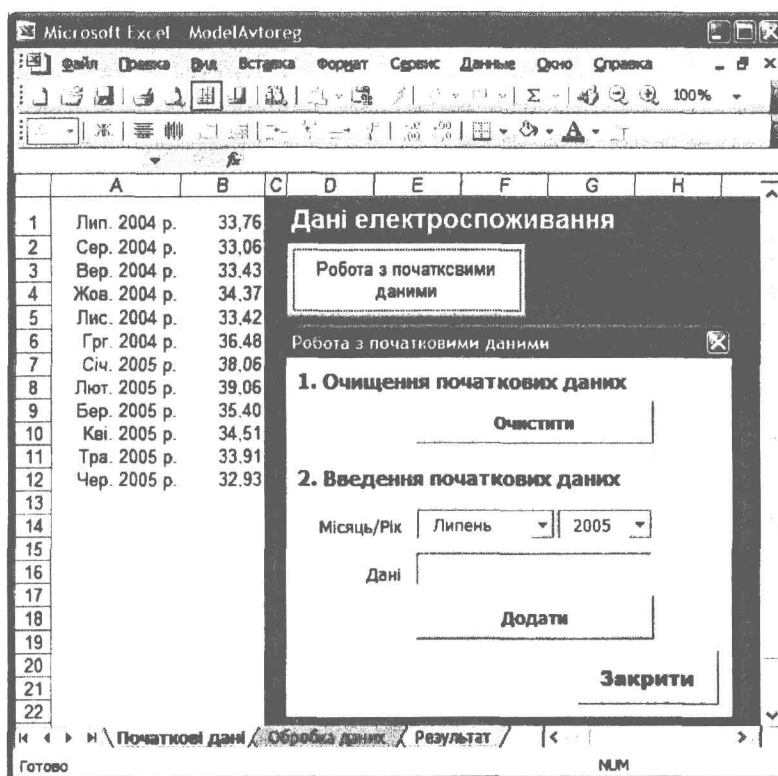 Microsoft Excel ModelAvtoreg
Файл Правка Вид Вставка Формат Сервис Данные Окно Справка
100%
A B C D E F G H
1 Лип. 2004 р. 33,76
2 Сер. 2004 р. 33,06
3 Вер. 2004 р. 33,43
4 Жов. 2004 р. 34,37
5 Лис. 2004 р. 33,42
6 Грг. 2004 р. 36,48
7 Січ. 2005 р. 38,06
8 Лют. 2005 р. 39,06
9 Бер. 2005 р. 35,40
10 Кві. 2005 р. 34,51
11 Тра. 2005 р. 33,91
12 Чер. 2005 р. 32,93
13
14
15
16
17
18
19
20
21
22
Дані електроспоживання
Робота з початковими
даними
Робота з початковими даними
1. Очищення початкових даних
Очистити
2. Введення початкових даних
Місяць/Рік Липень 2005
Дані
Додати
Закрити
Початкові дані Обробка даних Результат
Готово NUM